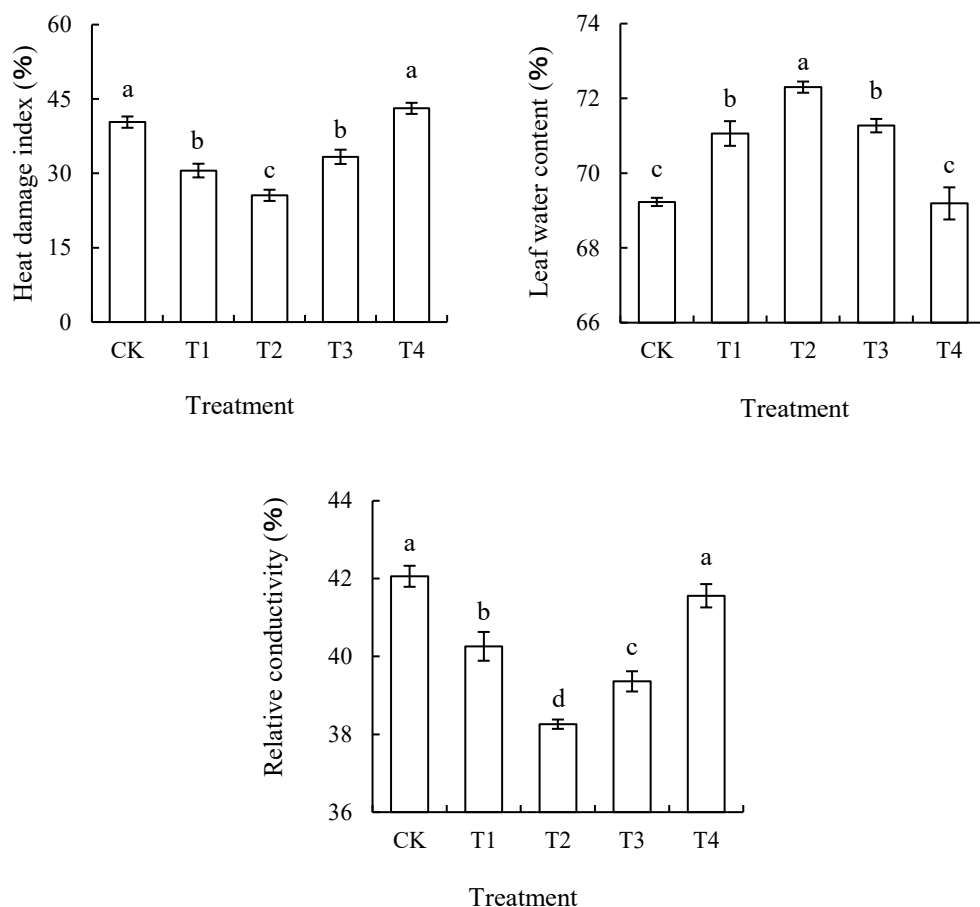 Heat damage index (%)
60
45
30
15
0
a
b
c
b
a
CK T1 T2 T3 T4
Treatment
Leaf water content (%)
74
72
70
68
66
c
b
a
b
c
CK T1 T2 T3 T4
Treatment
Relative conductivity (%)
44
42
40
38
36
a
b
d
c
a
CK T1 T2 T3 T4
Treatment